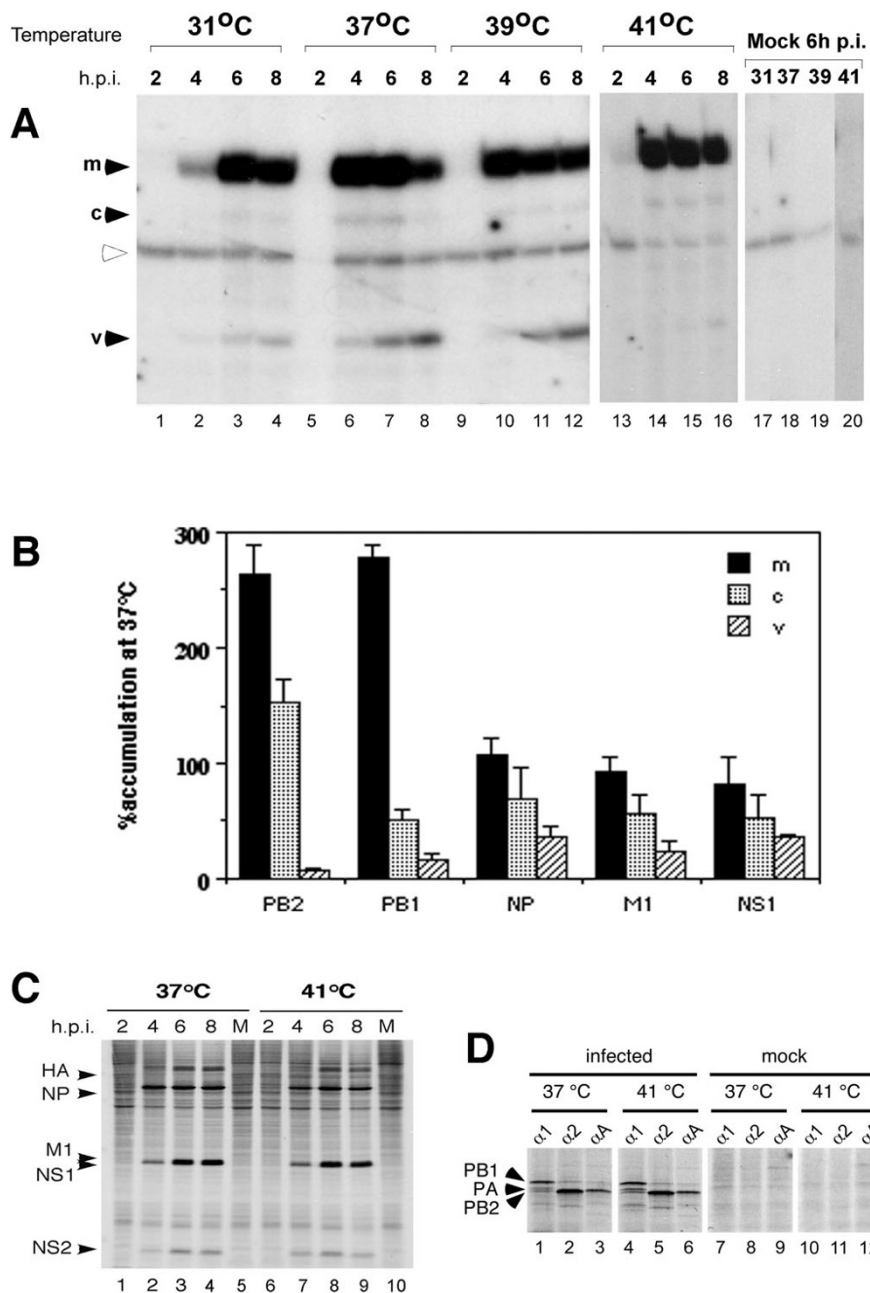 Temperature 31°C 37°C 39°C 41°C Mock 6h p.i.
h.p.i. 2 4 6 8 2 4 6 8 2 4 6 8 2 4 6 8 31 37 39 41
A
m
c
v
1 2 3 4 5 6 7 8 9 10 11 12 13 14 15 16 17 18 19 20
B
%accumulation at 37°C
300
200
100
0
m
c
v
PB2 PB1 NP M1 NS1
C
37°C 41°C
h.p.i. 2 4 6 8 M 2 4 6 8 M
HA
NP
M1
NS1
NS2
1 2 3 4 5 6 7 8 9 10
D
infected mock
37 °C 41 °C 37 °C 41 °C
α1 α2 αA α1 α2 αA α1 α2 αA α1 α2 αA
PB1
PA
PB2
1 2 3 4 5 6 7 8 9 10 11 12